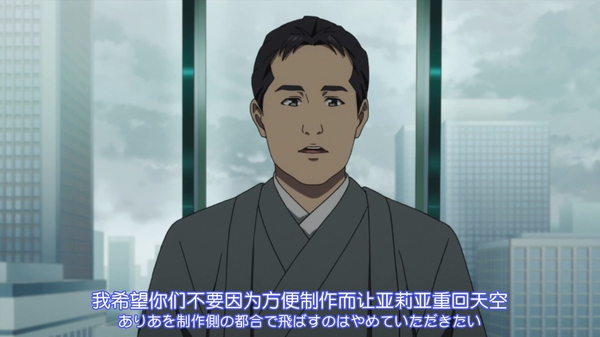 我希望你们不要因为方便制作而让亚莉亚重回天空
ありあを制作側の都合で飛ばすのはやめていただきたい